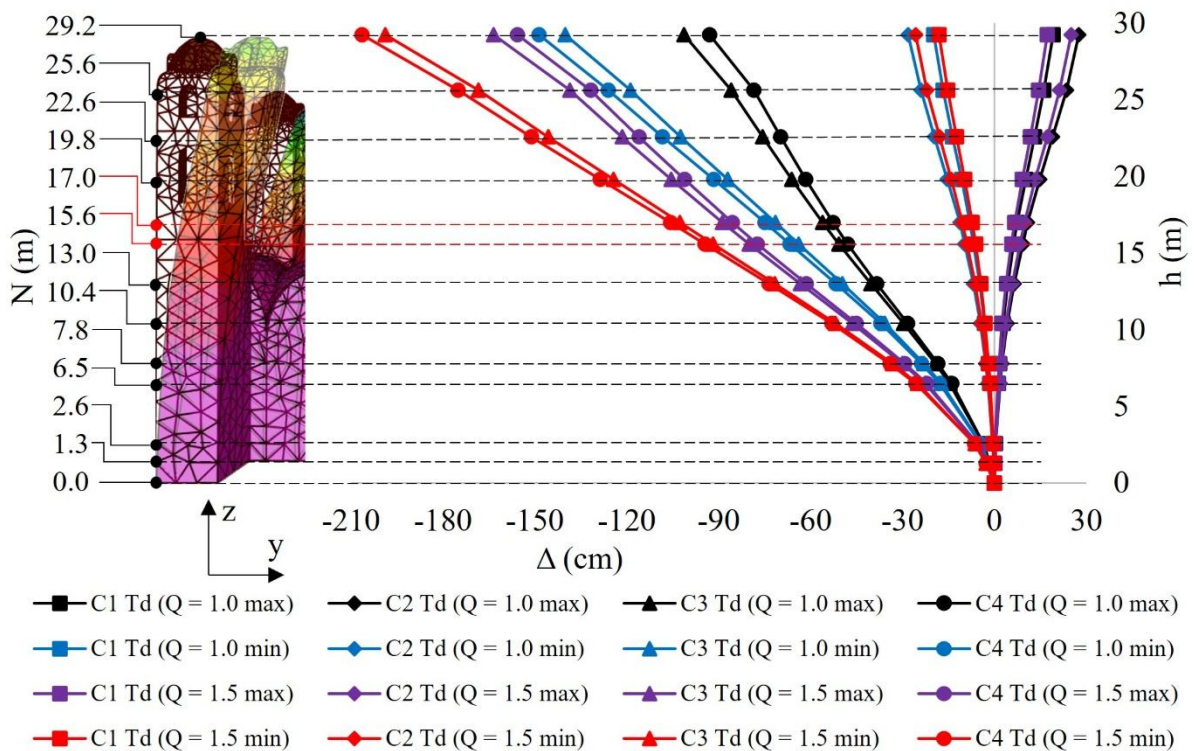 29.2
25.6
22.6
19.8
17.0
15.6
13.0
10.4
7.8
6.5
2.6
1.3
0.0
N (m)
z
y
30
25
20
15
10
5
0
h (m)
-210 -180 -150 -120 -90 -60 -30 0 30
Δ (cm)
C1 Td (Q = 1.0 max) C2 Td (Q = 1.0 max) C3 Td (Q = 1.0 max) C4 Td (Q = 1.0 max)
C1 Td (Q = 1.0 min) C2 Td (Q = 1.0 min) C3 Td (Q = 1.0 min) C4 Td (Q = 1.0 min)
C1 Td (Q = 1.5 max) C2 Td (Q = 1.5 max) C3 Td (Q = 1.5 max) C4 Td (Q = 1.5 max)
C1 Td (Q = 1.5 min) C2 Td (Q = 1.5 min) C3 Td (Q = 1.5 min) C4 Td (Q = 1.5 min)